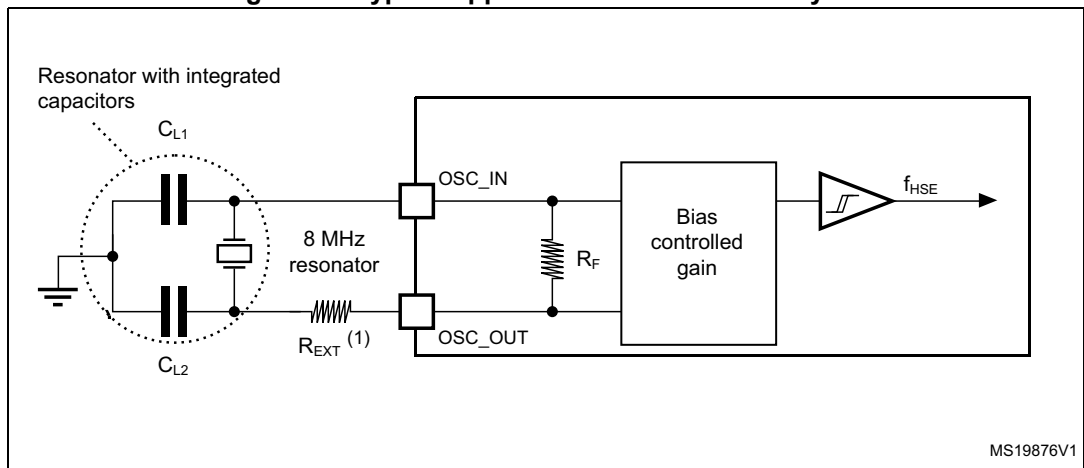 Resonator with integrated
capacitors
CL1
OSC_IN
fHSE
8 MHz
resonator
RF
Bias
controlled
gain
REXT (1)
OSC_OUT
CL2
MS19876V1